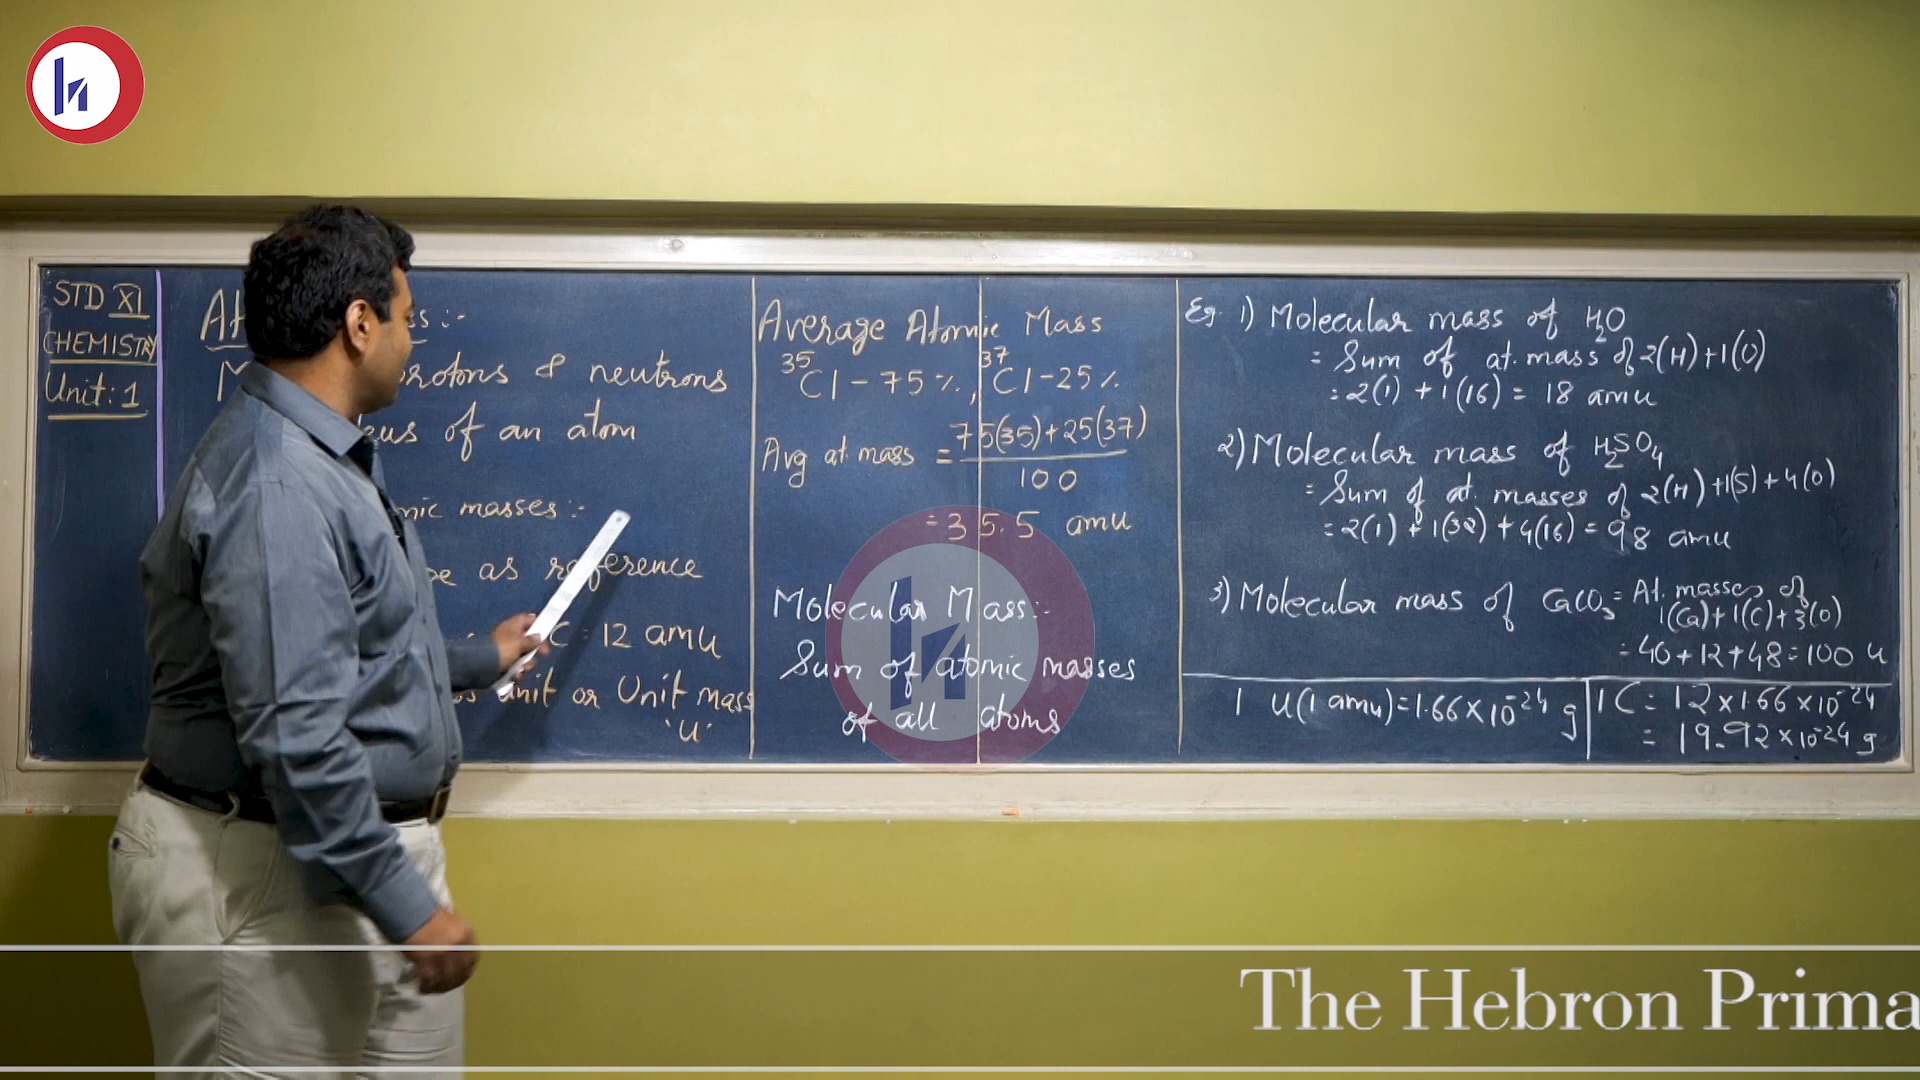 STD XI
CHEMISTRY
Unit: 1
protons & neutrons
of an atom
masses :-
as reference
C = 12 amu
unit or Unit mass
'u'
Average Atomic Mass
35Cl - 75 %, 37Cl - 25 %
Avg at mass = 75(35)+25(37)
100
= 35.5 amu
Molecular Mass:-
Sum of atomic masses
of all atoms
Eg. 1) Molecular mass of H2O
= Sum of at. mass of 2(H)+1(O)
= 2(1) + 1(16) = 18 amu
2) Molecular mass of H2SO4
= Sum of at. masses of 2(H)+1(S)+4(O)
= 2(1) + 1(32) + 4(16) = 98 amu
3) Molecular mass of CaCO3 = At. masses of
1(Ca)+1(C)+3(O)
= 40+12+48=100 u
1 u(1 amu)=1.66×10-24 g
1 C = 12×1.66×10-24
= 19.92×10-24 g
The Hebron Prima